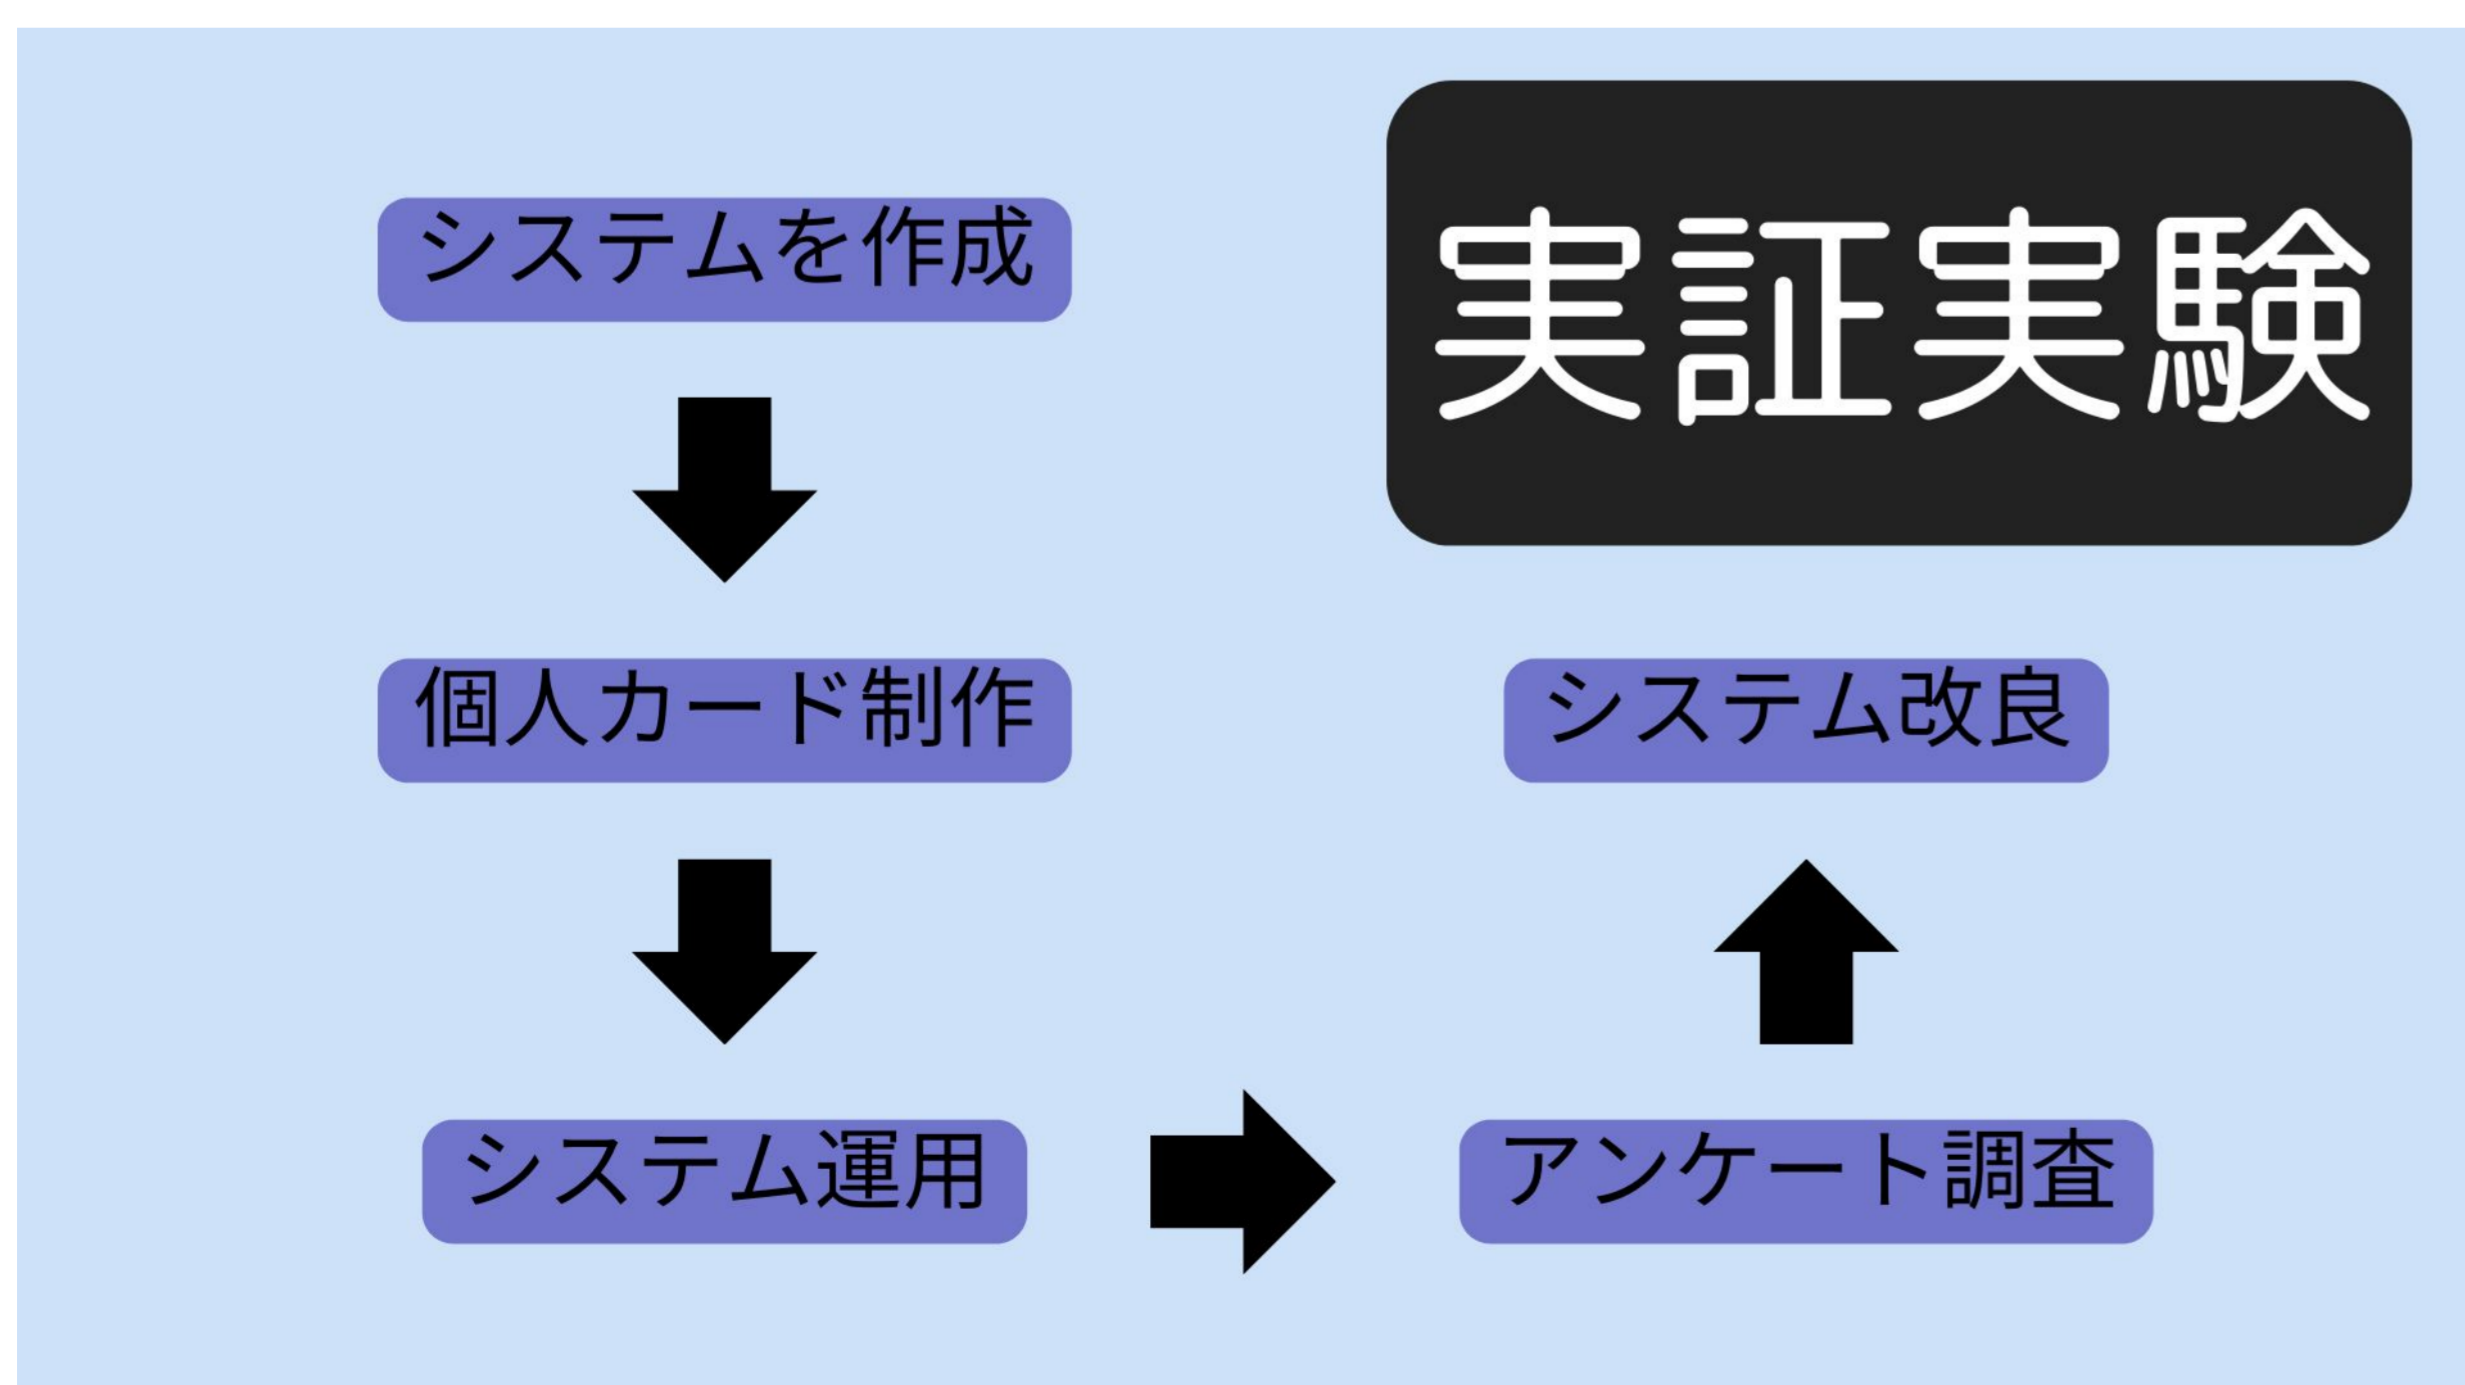 実証実験
システムを作成
個人カード制作
システム運用
アンケート調査
システム改良